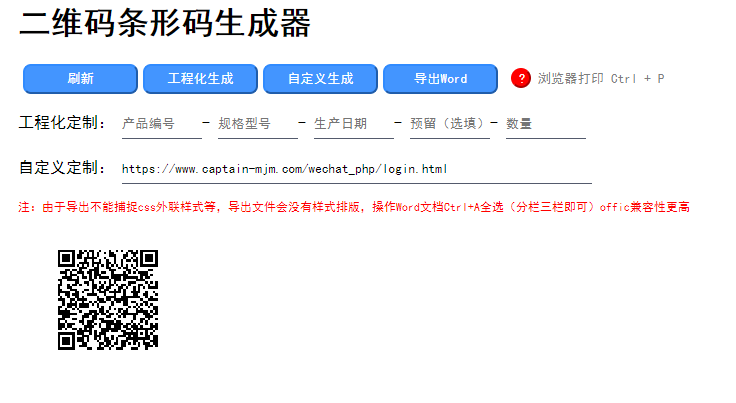 二维码条形码生成器
刷新 工程化生成 自定义生成 导出Word ? 浏览器打印 Ctrl + P
工程化定制： 产品编号 - 规格型号 - 生产日期 - 预留（选填）- 数量
自定义定制： https://www.captain-mjm.com/wechat_php/login.html
注：由于导出不能捕捉css外联样式等，导出文件会没有样式排版，操作Word文档Ctrl+A全选（分栏三栏即可）offic兼容性更高